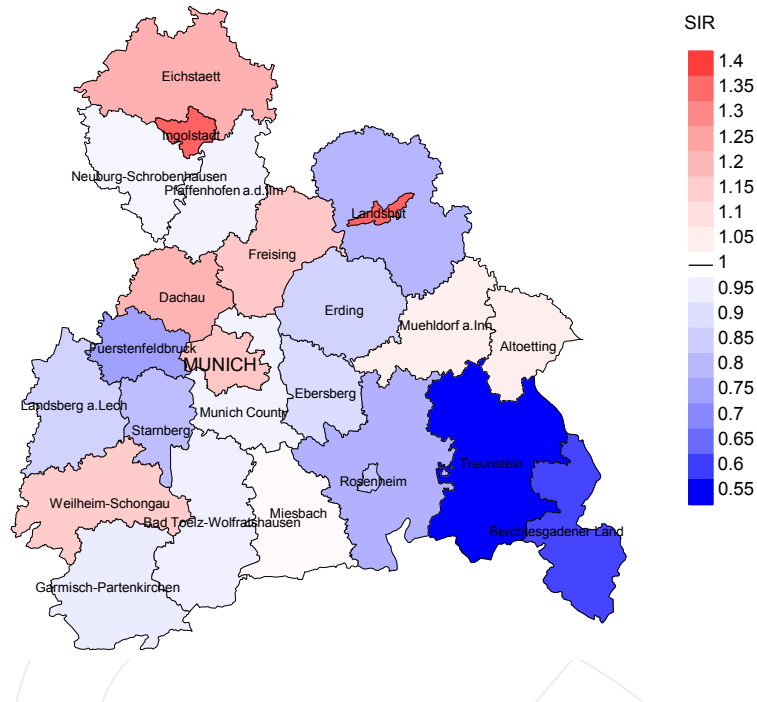 SIR
1.4
1.35
1.3
1.25
1.2
1.15
1.1
1.05
1
0.95
0.9
0.85
0.8
0.75
0.7
0.65
0.6
0.55
Eichstaett
Ingolstadt
Neuburg-Schrobenhausen
Pfaffenhofen a.d.Ilm
Landshut
Freising
Dachau
Erding
Muehldorf a.Inn
Altoetting
Fuerstenfeldbruck
MUNICH
Ebersberg
Landsberg a.Lech
Munich County
Starnberg
Traunstein
Rosenheim
Weilheim-Schongau
Miesbach
Bad Toelz-Wolfratshausen
Berchtesgadener Land
Garmisch-Partenkirchen